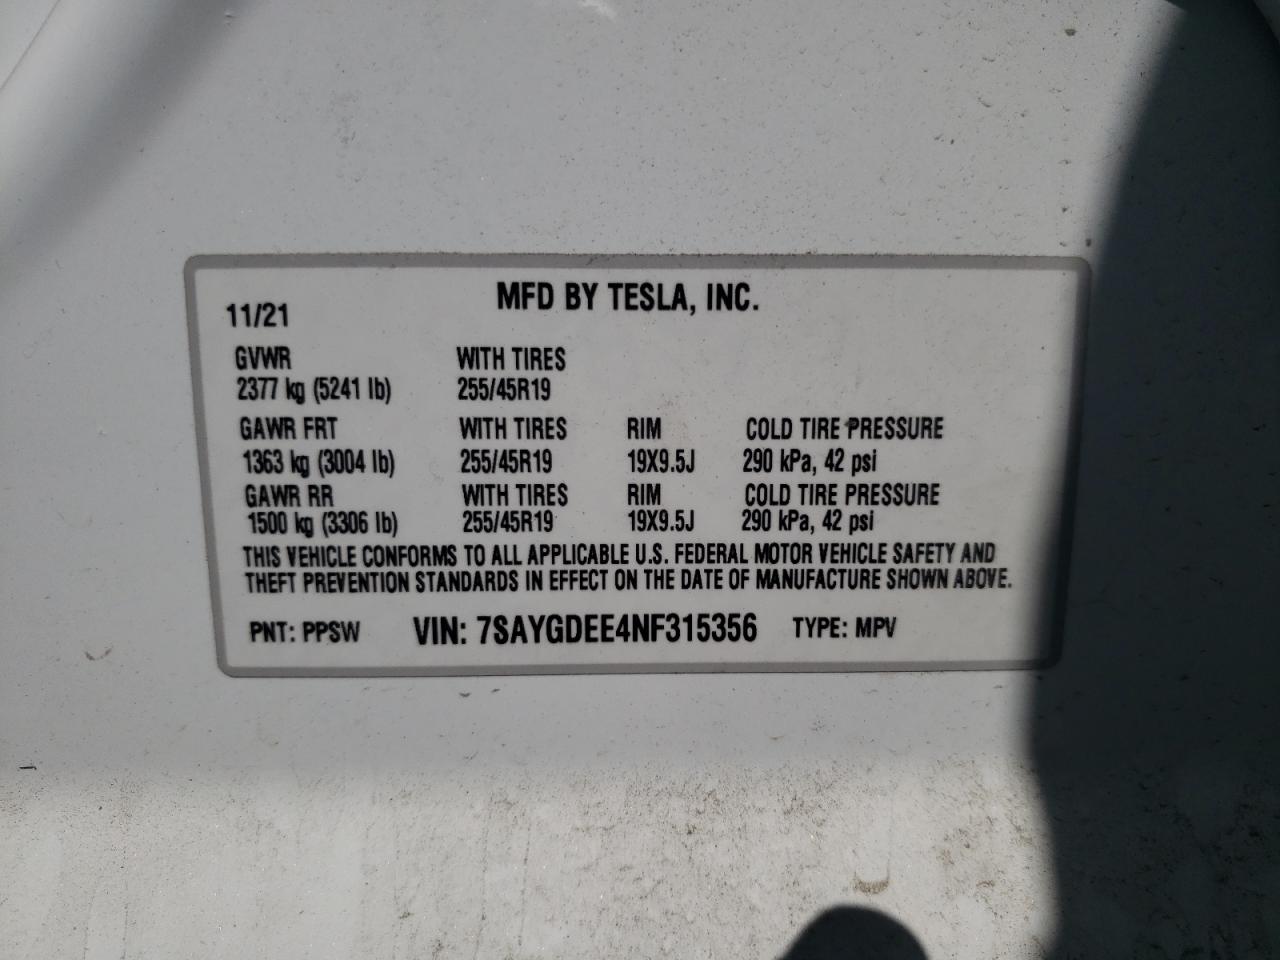 MFD BY TESLA, INC.
11/21
GVWR WITH TIRES
2377 kg (5241 lb) 255/45R19
GAWR FRT WITH TIRES RIM COLD TIRE PRESSURE
1363 kg (3004 lb) 255/45R19 19X9.5J 290 kPa, 42 psi
GAWR RR WITH TIRES RIM COLD TIRE PRESSURE
1500 kg (3306 lb) 255/45R19 19X9.5J 290 kPa, 42 psi
THIS VEHICLE CONFORMS TO ALL APPLICABLE U.S. FEDERAL MOTOR VEHICLE SAFETY AND
THEFT PREVENTION STANDARDS IN EFFECT ON THE DATE OF MANUFACTURE SHOWN ABOVE.
PNT: PPSW VIN: 7SAYGDEE4NF315356 TYPE: MPV